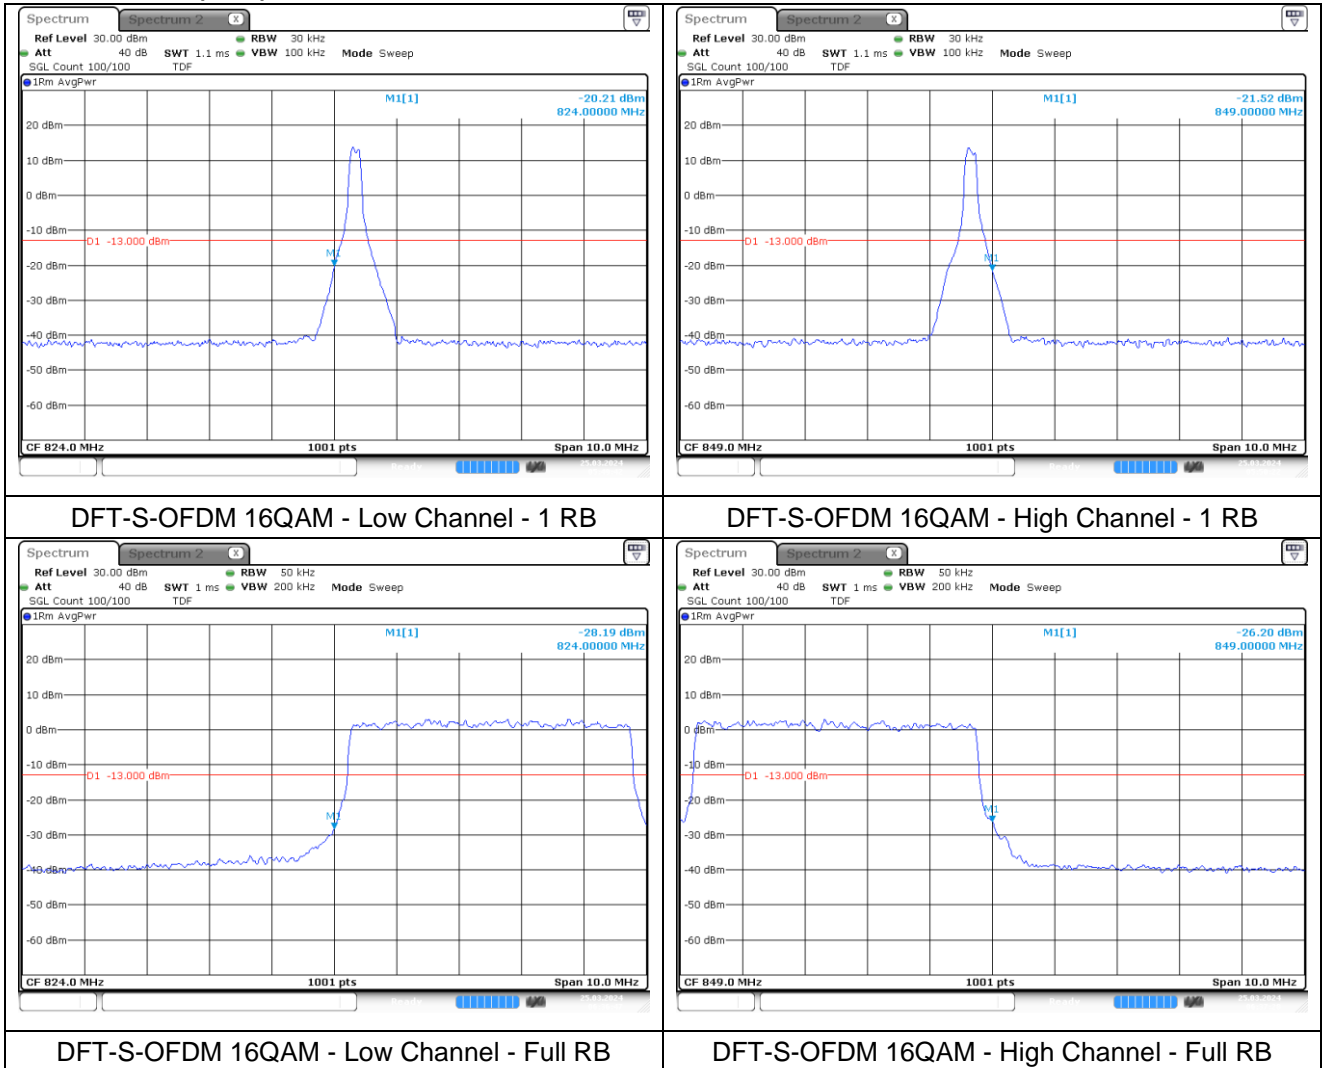 Spectrum Spectrum 2 X
Ref Level 30.00 dBm RBW 30 kHz
Att 40 dB SWT 1.1 ms VBW 100 kHz Mode Sweep
SGL Count 100/100 TDF
1Rm AvgPwr
M1[1] -20.21 dBm
824.00000 MHz
20 dBm
10 dBm
0 dBm
-10 dBm
D1 -13.000 dBm
M1
-20 dBm
-30 dBm
-40 dBm
-50 dBm
-60 dBm
CF 824.0 MHz 1001 pts Span 10.0 MHz
Ready 25.03.2024
DFT-S-OFDM 16QAM - Low Channel - 1 RB
Spectrum Spectrum 2 X
Ref Level 30.00 dBm RBW 30 kHz
Att 40 dB SWT 1.1 ms VBW 100 kHz Mode Sweep
SGL Count 100/100 TDF
1Rm AvgPwr
M1[1] -21.52 dBm
849.00000 MHz
20 dBm
10 dBm
0 dBm
-10 dBm
D1 -13.000 dBm
M1
-20 dBm
-30 dBm
-40 dBm
-50 dBm
-60 dBm
CF 849.0 MHz 1001 pts Span 10.0 MHz
Ready 25.03.2024
DFT-S-OFDM 16QAM - High Channel - 1 RB
Spectrum Spectrum 2 X
Ref Level 30.00 dBm RBW 50 kHz
Att 40 dB SWT 1 ms VBW 200 kHz Mode Sweep
SGL Count 100/100 TDF
1Rm AvgPwr
M1[1] -28.19 dBm
824.00000 MHz
20 dBm
10 dBm
0 dBm
-10 dBm
D1 -13.000 dBm
-20 dBm
M1
-30 dBm
-40 dBm
-50 dBm
-60 dBm
CF 824.0 MHz 1001 pts Span 10.0 MHz
Ready 25.03.2024
DFT-S-OFDM 16QAM - Low Channel - Full RB
Spectrum Spectrum 2 X
Ref Level 30.00 dBm RBW 50 kHz
Att 40 dB SWT 1 ms VBW 200 kHz Mode Sweep
SGL Count 100/100 TDF
1Rm AvgPwr
M1[1] -26.20 dBm
849.00000 MHz
20 dBm
10 dBm
0 dBm
-10 dBm
D1 -13.000 dBm
-20 dBm
M1
-30 dBm
-40 dBm
-50 dBm
-60 dBm
CF 849.0 MHz 1001 pts Span 10.0 MHz
Ready 25.03.2024
DFT-S-OFDM 16QAM - High Channel - Full RB